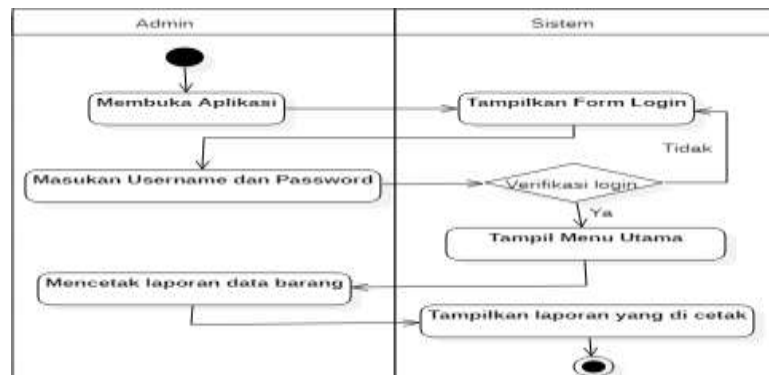 Admin
Sistem
Membuka Aplikasi
Tampilkan Form Login
Tidak
Masukan Username dan Password
Verifikasi login
Ya
Tampil Menu Utama
Mencetak laporan data barang
Tampilkan laporan yang di cetak